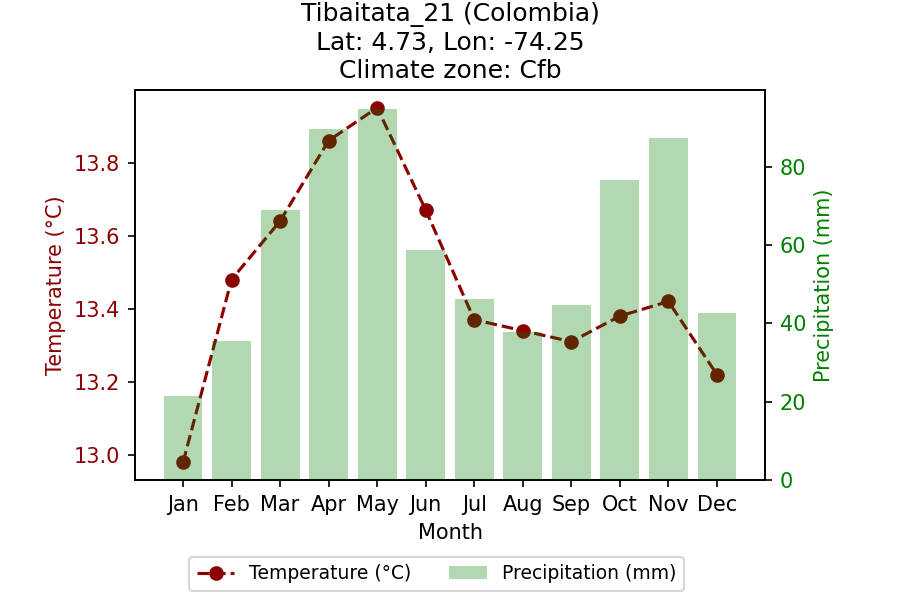 Tibaitata_21 (Colombia)
Lat: 4.73, Lon: -74.25
Climate zone: Cfb
Temperature (°C)
13.8
13.6
13.4
13.2
13.0
80
60
40
20
0
Precipitation (mm)
Jan Feb Mar Apr May Jun Jul Aug Sep Oct Nov Dec
Month
Temperature (°C) Precipitation (mm)